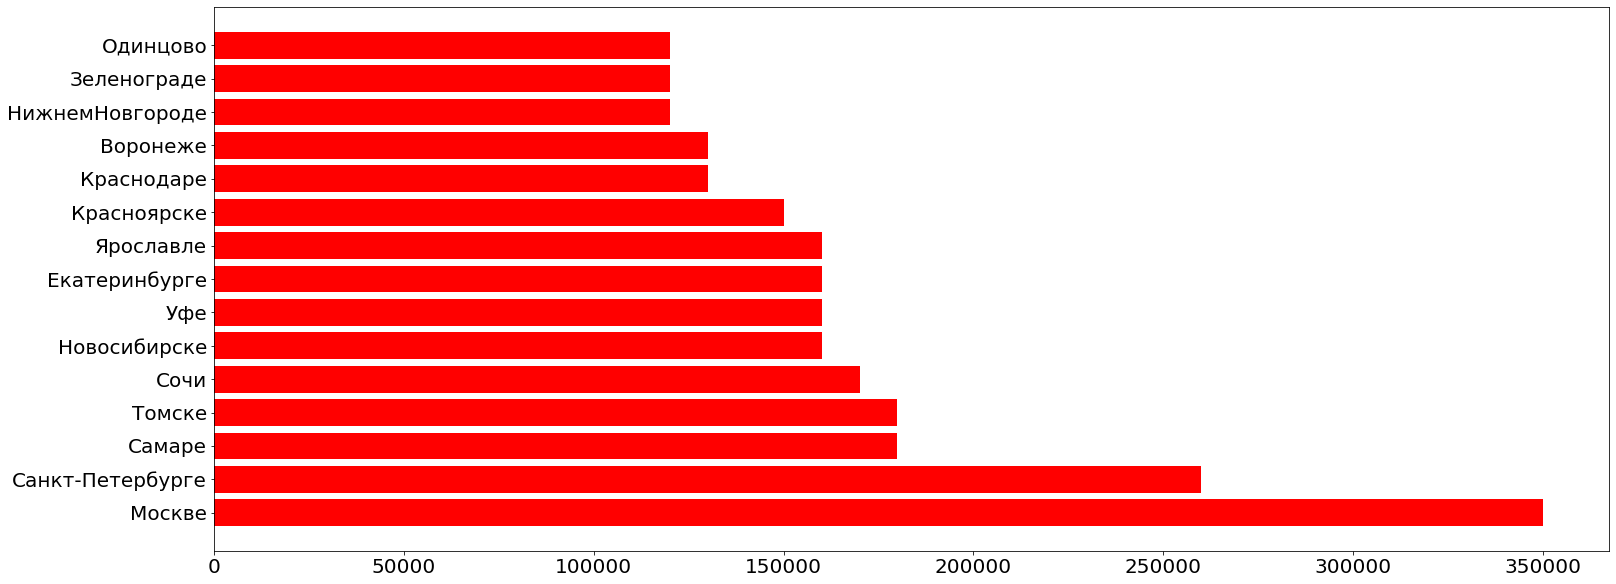 Одинцово
Зеленограде
НижнемНовгороде
Воронеже
Краснодаре
Красноярске
Ярославле
Екатеринбурге
Уфе
Новосибирске
Сочи
Томске
Самаре
Санкт-Петербурге
Москве
0 50000 100000 150000 200000 250000 300000 350000